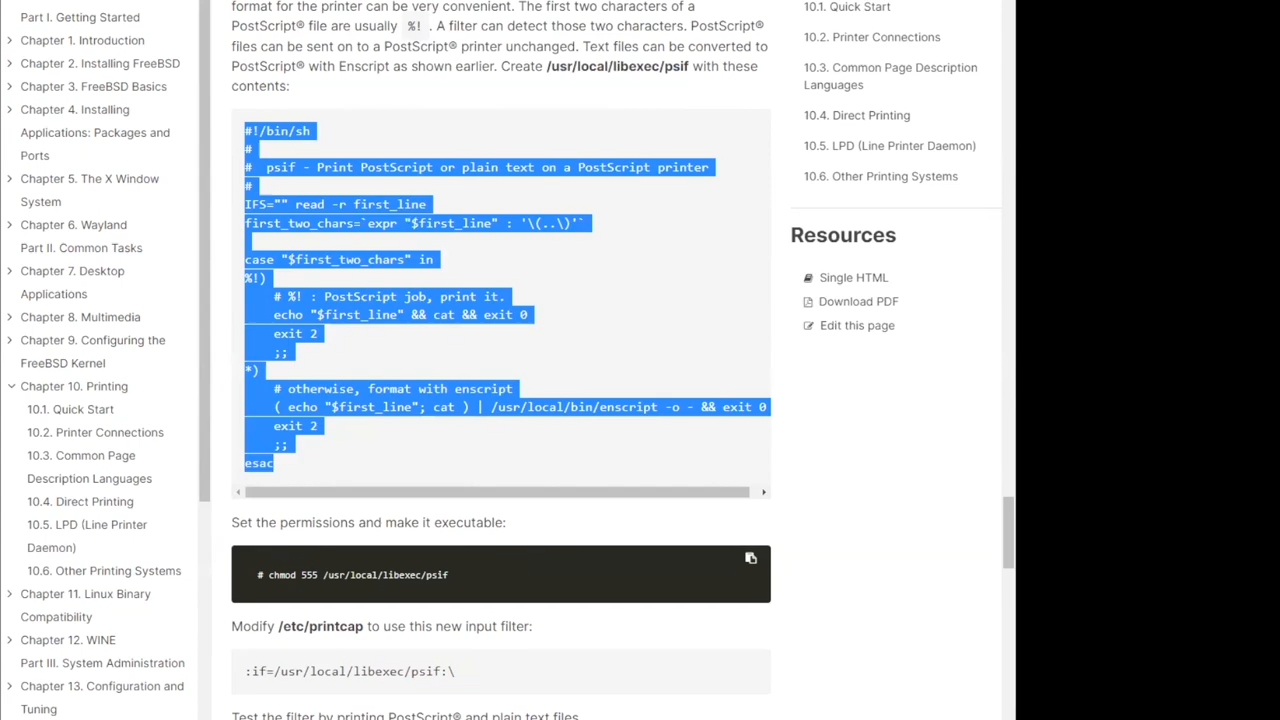 Part I. Getting Started
Chapter 1. Introduction
Chapter 2. Installing FreeBSD
Chapter 3. FreeBSD Basics
Chapter 4. Installing
Applications: Packages and
Ports
Chapter 5. The X Window
System
Chapter 6. Wayland
Part II. Common Tasks
Chapter 7. Desktop
Applications
Chapter 8. Multimedia
Chapter 9. Configuring the
FreeBSD Kernel
Chapter 10. Printing
10.1. Quick Start
10.2. Printer Connections
10.3. Common Page
Description Languages
10.4. Direct Printing
10.5. LPD (Line Printer
Daemon)
10.6. Other Printing Systems
Chapter 11. Linux Binary
Compatibility
Chapter 12. WINE
Part III. System Administration
Chapter 13. Configuration and
Tuning
format for the printer can be very convenient. The first two characters of a
PostScript® file are usually %! . A filter can detect those two characters. PostScript®
files can be sent on to a PostScript® printer unchanged. Text files can be converted to
PostScript® with Enscript as shown earlier. Create /usr/local/libexec/psif with these
contents:
#!/bin/sh
#
#  psif - Print PostScript or plain text on a PostScript printer
#
IFS="" read -r first_line
first_two_chars=`expr "$first_line" : '\(..\)'`
case "$first_two_chars" in
%!)
    # %! : PostScript job, print it.
    echo "$first_line" && cat && exit 0
    exit 2
    ;;
*)
    # otherwise, format with enscript
    ( echo "$first_line"; cat ) | /usr/local/bin/enscript -o - && exit 0
    exit 2
    ;;
esac
Set the permissions and make it executable:
# chmod 555 /usr/local/libexec/psif
Modify /etc/printcap to use this new input filter:
:if=/usr/local/libexec/psif:\
Test the filter by printing PostScript® and plain text files
10.1. Quick Start
10.2. Printer Connections
10.3. Common Page Description
Languages
10.4. Direct Printing
10.5. LPD (Line Printer Daemon)
10.6. Other Printing Systems
Resources
Single HTML
Download PDF
Edit this page